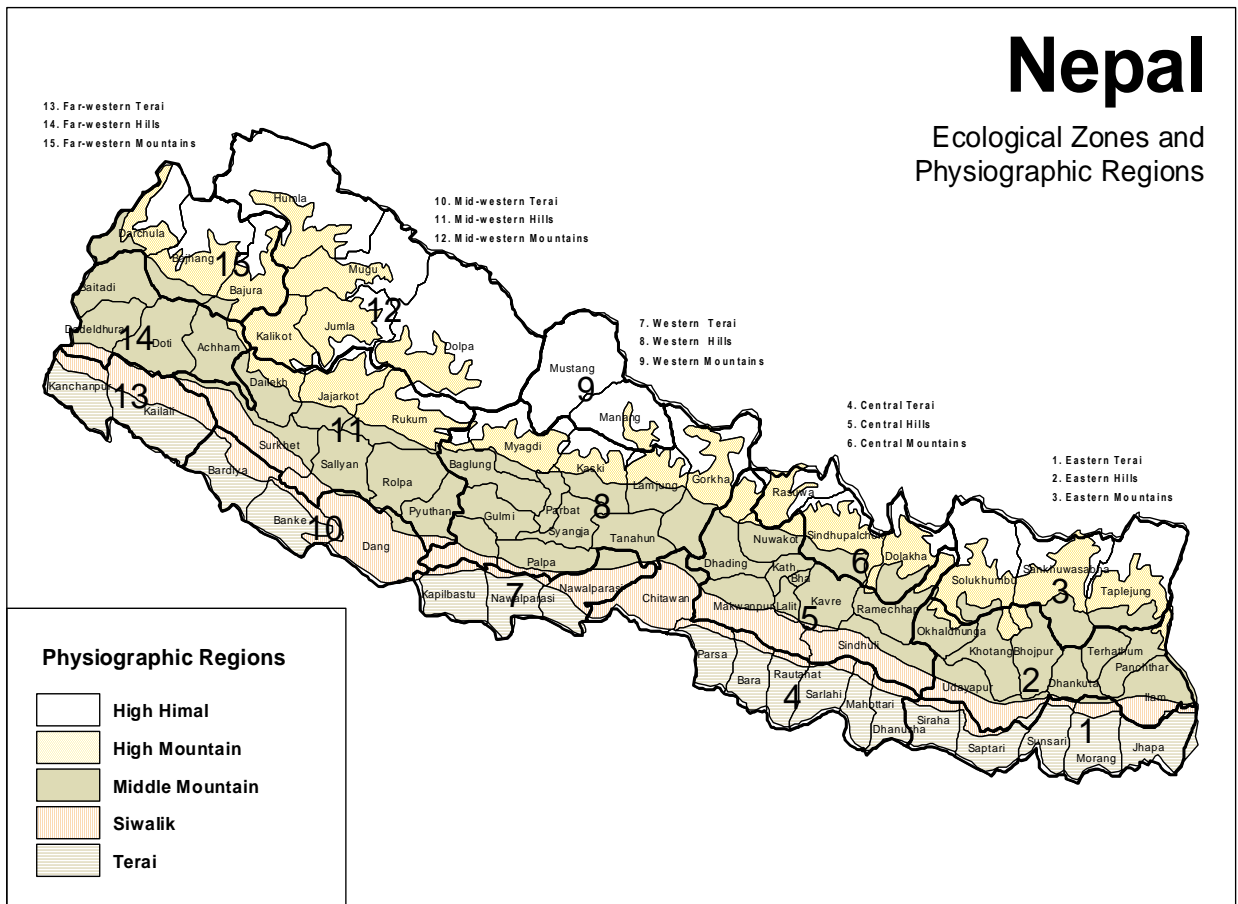 Nepal
Ecological Zones and
Physiographic Regions
13. Far-western Terai
14. Far-western Hills
15. Far-western Mountains
10. Mid-western Terai
11. Mid-western Hills
12. Mid-western Mountains
7. Western Terai
8. Western Hills
9. Western Mountains
4. Central Terai
5. Central Hills
6. Central Mountains
1. Eastern Terai
2. Eastern Hills
3. Eastern Mountains
Humla
Darchula
Bajhang
15
Mugu
Baitadi
Bajura
12
Dadeldhura
14
Doti
Achham
Kalikot
Jumla
Dolpa
Mustang
9
Kanchanpur
13
Kailali
Dailekh
Jajarkot
Rukum
Manang
11
Surkhet
Sallyan
Rolpa
Baglung
Myagdi
Kaski
Lamjung
Gorkha
Rasuwa
Bardiya
Pyuthan
Gulmi
Parbat
8
Syangja
Tanahun
Nuwakot
Sindhupalchok
Dolakha
6
Banke
10
Dang
Palpa
Dhading
Kath
Bha
Solukhumbu
Sankhuwasabha
3
Taplejung
Kapilbastu
7
Nawalparasi
Nawalparasi
Chitawan
Makwanpur
Lalit
Kavre
5
Ramechhap
Okhaldhunga
Khotang
Bhojpur
Terhathum
Panchthar
Sindhuli
Parsa
Bara
Rautahat
4
Sarlahi
Mahottari
Dhanusha
Siraha
Udayapur
2
Dhankuta
Ilam
Saptari
Sunsari
1
Morang
Jhapa
Physiographic Regions
High Himal
High Mountain
Middle Mountain
Siwalik
Terai